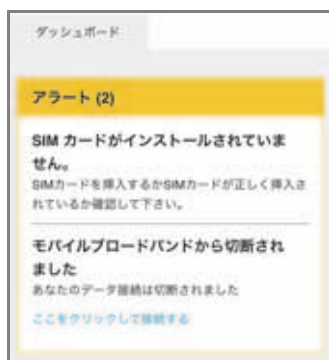 ダッシュボード
アラート (2)
SIM カードがインストールされていま
せん。
SIMカードを挿入するかSIMカードが正しく挿入さ
れているか確認して下さい。
モバイルブロードバンドから切断され
ました
あなたのデータ接続は切断されました
ここをクリックして接続する